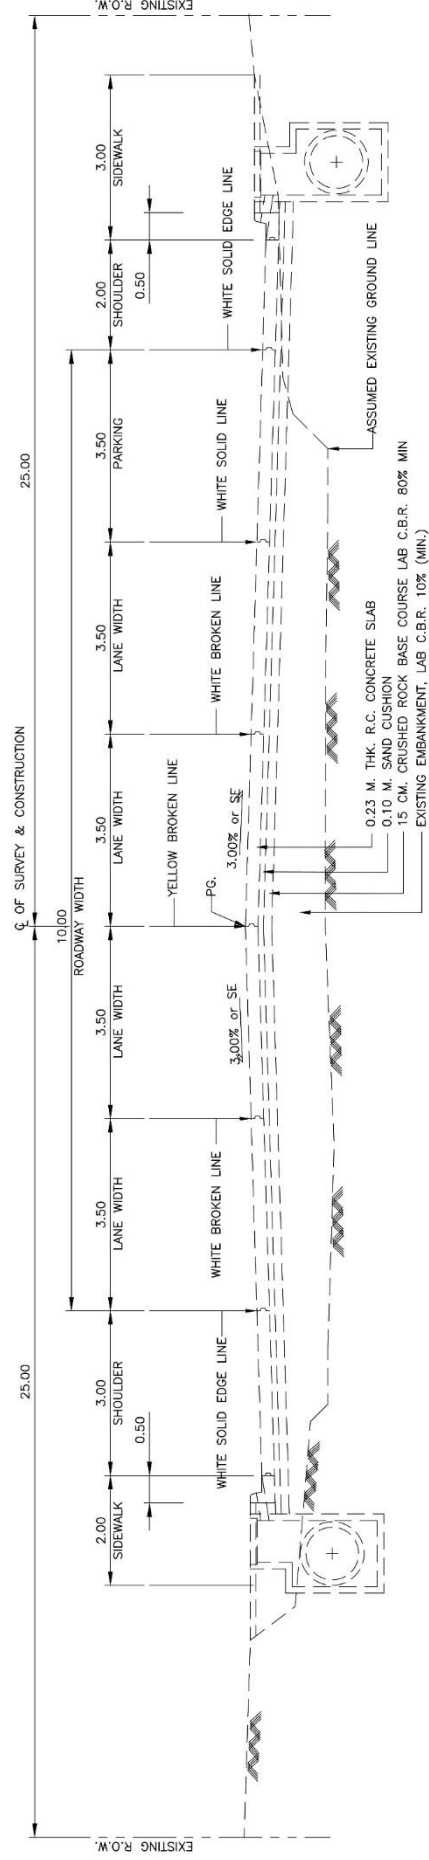 EXISTING R.O.W.
25.00
℄ OF SURVEY & CONSTRUCTION
25.00
EXISTING R.O.W.
10.00
ROADWAY WIDTH
2.00
SIDEWALK
0.50
3.00
SHOULDER
3.50
LANE WIDTH
3.50
LANE WIDTH
3.50
LANE WIDTH
3.50
LANE WIDTH
3.50
PARKING
2.00
SHOULDER
0.50
3.00
SIDEWALK
WHITE SOLID EDGE LINE
WHITE BROKEN LINE
YELLOW BROKEN LINE
WHITE BROKEN LINE
WHITE SOLID LINE
WHITE SOLID EDGE LINE
3.00% or SE
PG.
3.00% or SE
ASSUMED EXISTING GROUND LINE
0.23 M. THK. R.C. CONCRETE SLAB
0.10 M. SAND CUSHION
15 CM. CRUSHED ROCK BASE COURSE LAB C.B.R. 80% MIN
EXISTING EMBANKMENT, LAB C.B.R. 10% (MIN.)